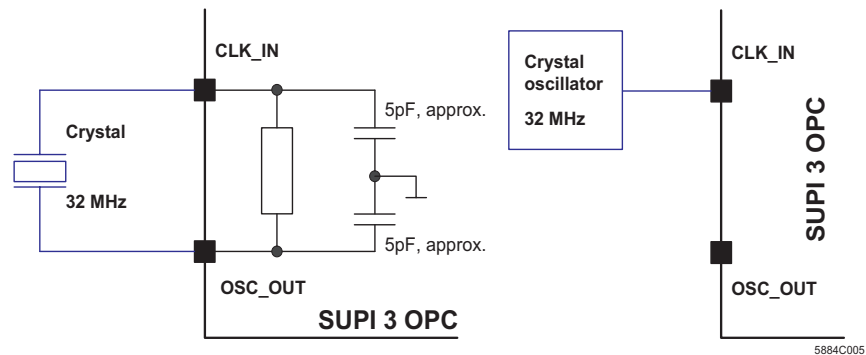 CLK_IN
Crystal
32 MHz
5pF, approx.
5pF, approx.
OSC_OUT
SUPI 3 OPC
Crystal
oscillator
32 MHz
CLK_IN
SUPI 3 OPC
OSC_OUT
5884C005